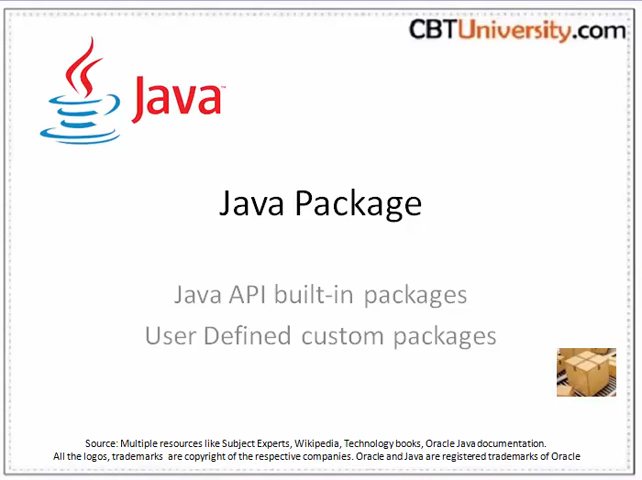 CBTUniversity.com
Java™
Java Package
Java API built-in packages
User Defined custom packages
Source: Multiple resources like Subject Experts, Wikipedia, Technology books, Oracle Java documentation.
All the logos, trademarks are copyright of the respective companies. Oracle and Java are registered trademarks of Oracle